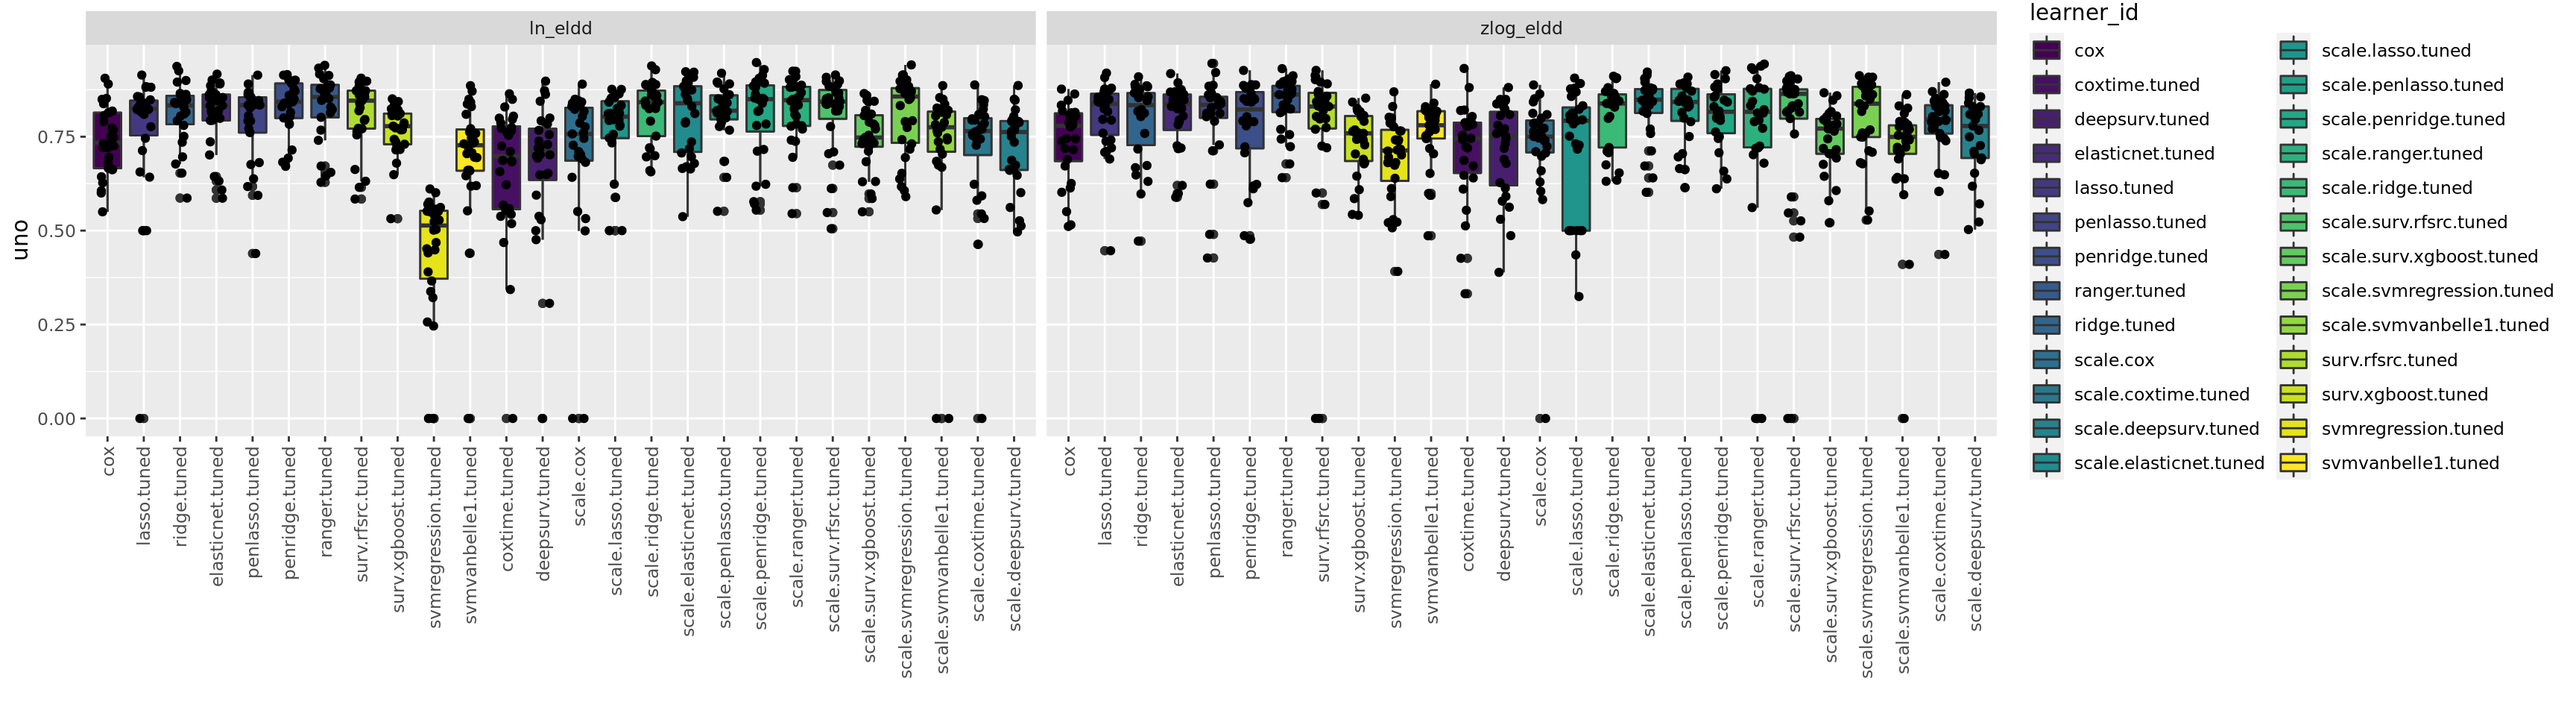 ln_eldd
zlog_eldd
uno
0.75
0.50
0.25
0.00
cox
lasso.tuned
ridge.tuned
elasticnet.tuned
penlasso.tuned
penridge.tuned
ranger.tuned
surv.rfsrc.tuned
surv.xgboost.tuned
svmregression.tuned
svmvanbelle1.tuned
coxtime.tuned
deepsurv.tuned
scale.cox
scale.lasso.tuned
scale.ridge.tuned
scale.elasticnet.tuned
scale.penlasso.tuned
scale.penridge.tuned
scale.ranger.tuned
scale.surv.rfsrc.tuned
scale.surv.xgboost.tuned
scale.svmregression.tuned
scale.svmvanbelle1.tuned
scale.coxtime.tuned
scale.deepsurv.tuned
cox
lasso.tuned
ridge.tuned
elasticnet.tuned
penlasso.tuned
penridge.tuned
ranger.tuned
surv.rfsrc.tuned
surv.xgboost.tuned
svmregression.tuned
svmvanbelle1.tuned
coxtime.tuned
deepsurv.tuned
scale.cox
scale.lasso.tuned
scale.ridge.tuned
scale.elasticnet.tuned
scale.penlasso.tuned
scale.penridge.tuned
scale.ranger.tuned
scale.surv.rfsrc.tuned
scale.surv.xgboost.tuned
scale.svmregression.tuned
scale.svmvanbelle1.tuned
scale.coxtime.tuned
scale.deepsurv.tuned
learner_id
cox
coxtime.tuned
deepsurv.tuned
elasticnet.tuned
lasso.tuned
penlasso.tuned
penridge.tuned
ranger.tuned
ridge.tuned
scale.cox
scale.coxtime.tuned
scale.deepsurv.tuned
scale.elasticnet.tuned
scale.lasso.tuned
scale.penlasso.tuned
scale.penridge.tuned
scale.ranger.tuned
scale.ridge.tuned
scale.surv.rfsrc.tuned
scale.surv.xgboost.tuned
scale.svmregression.tuned
scale.svmvanbelle1.tuned
surv.rfsrc.tuned
surv.xgboost.tuned
svmregression.tuned
svmvanbelle1.tuned